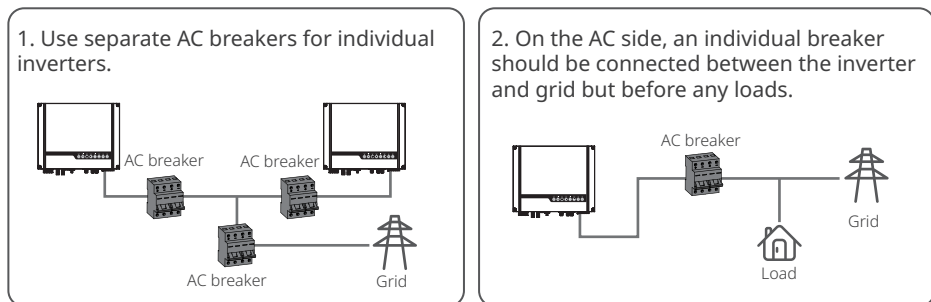 1. Use separate AC breakers for individual
inverters.
AC breaker
AC breaker
AC breaker
Grid
2. On the AC side, an individual breaker
should be connected between the inverter
and grid but before any loads.
AC breaker
Grid
Load